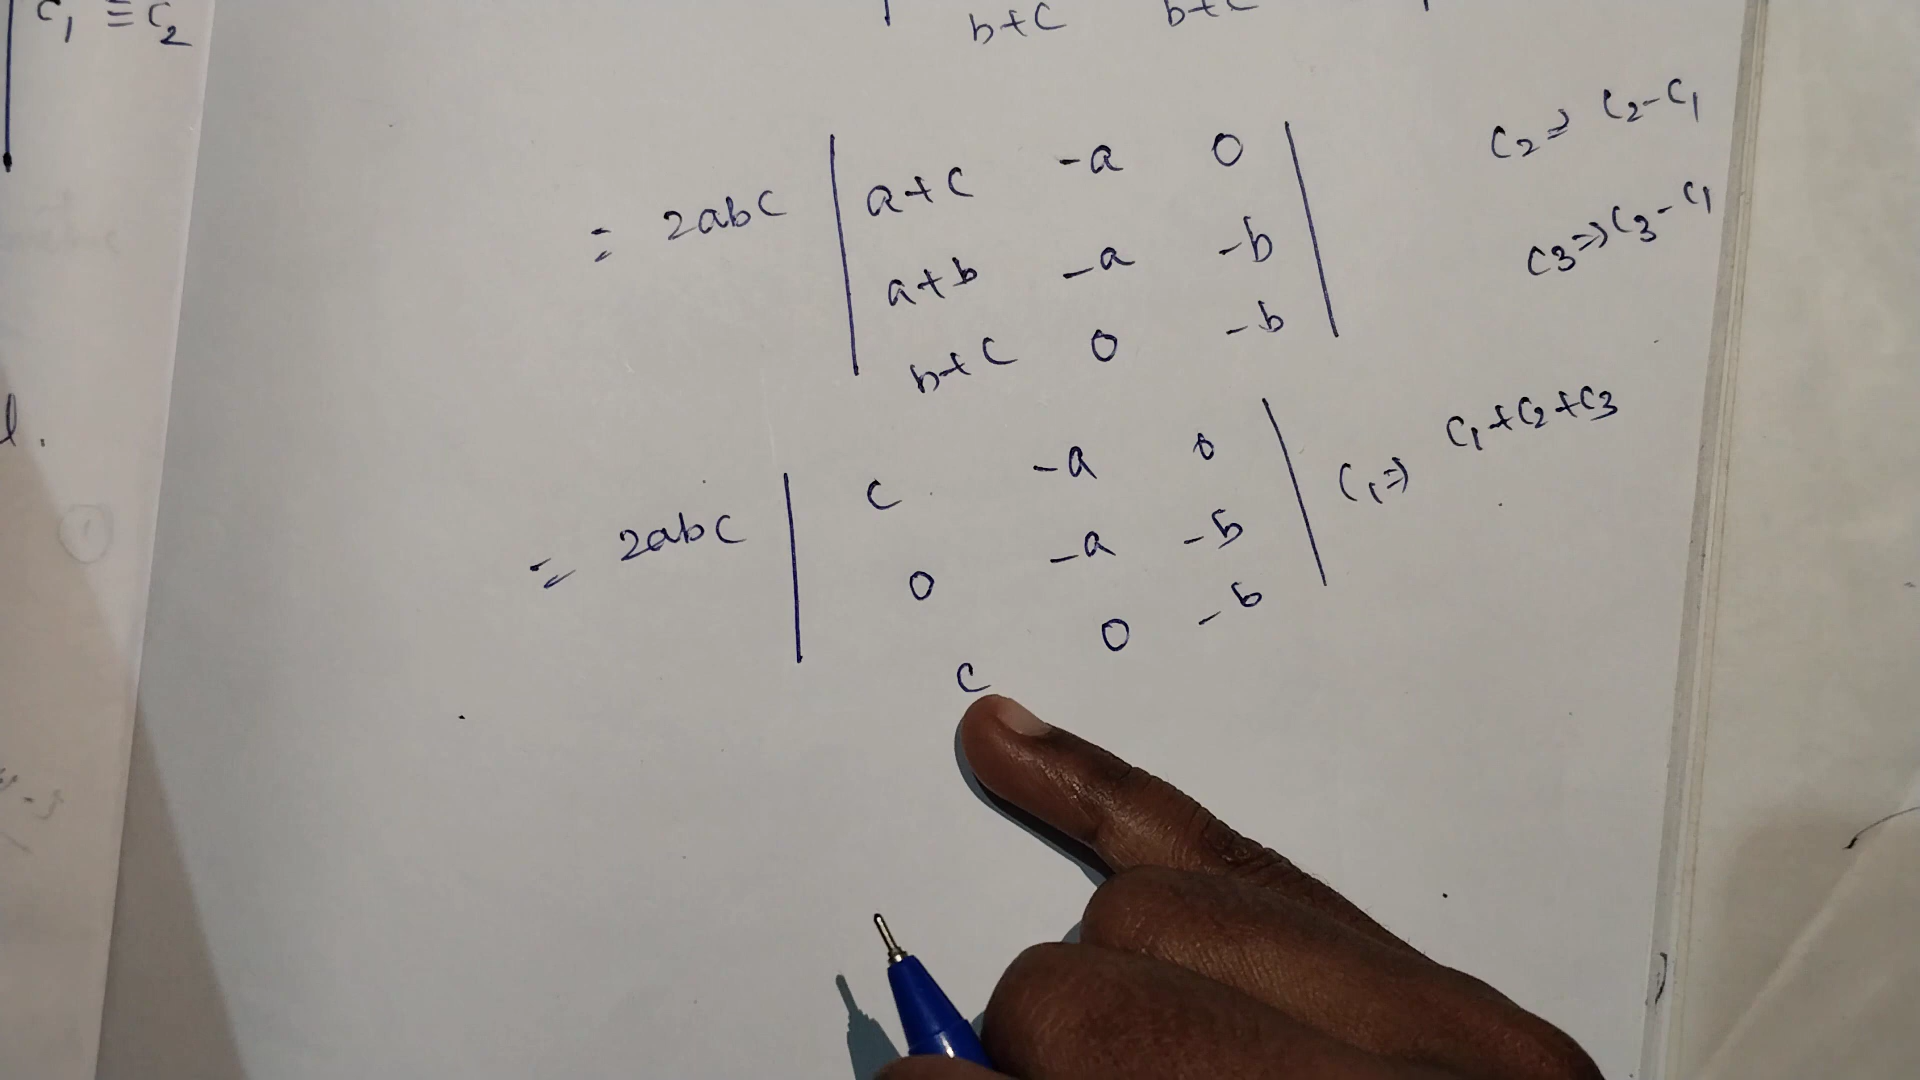 C₁ ≡ C₂
b+c b+c
= 2abc | a+c -a 0 | C₂ ⇒ C₂-C₁
a+b -a -b C₃ ⇒ C₃-C₁
b+c 0 -b
= 2abc | c -a 0 | C₁ ⇒ C₁+C₂+C₃
0 -a -b
c 0 -b